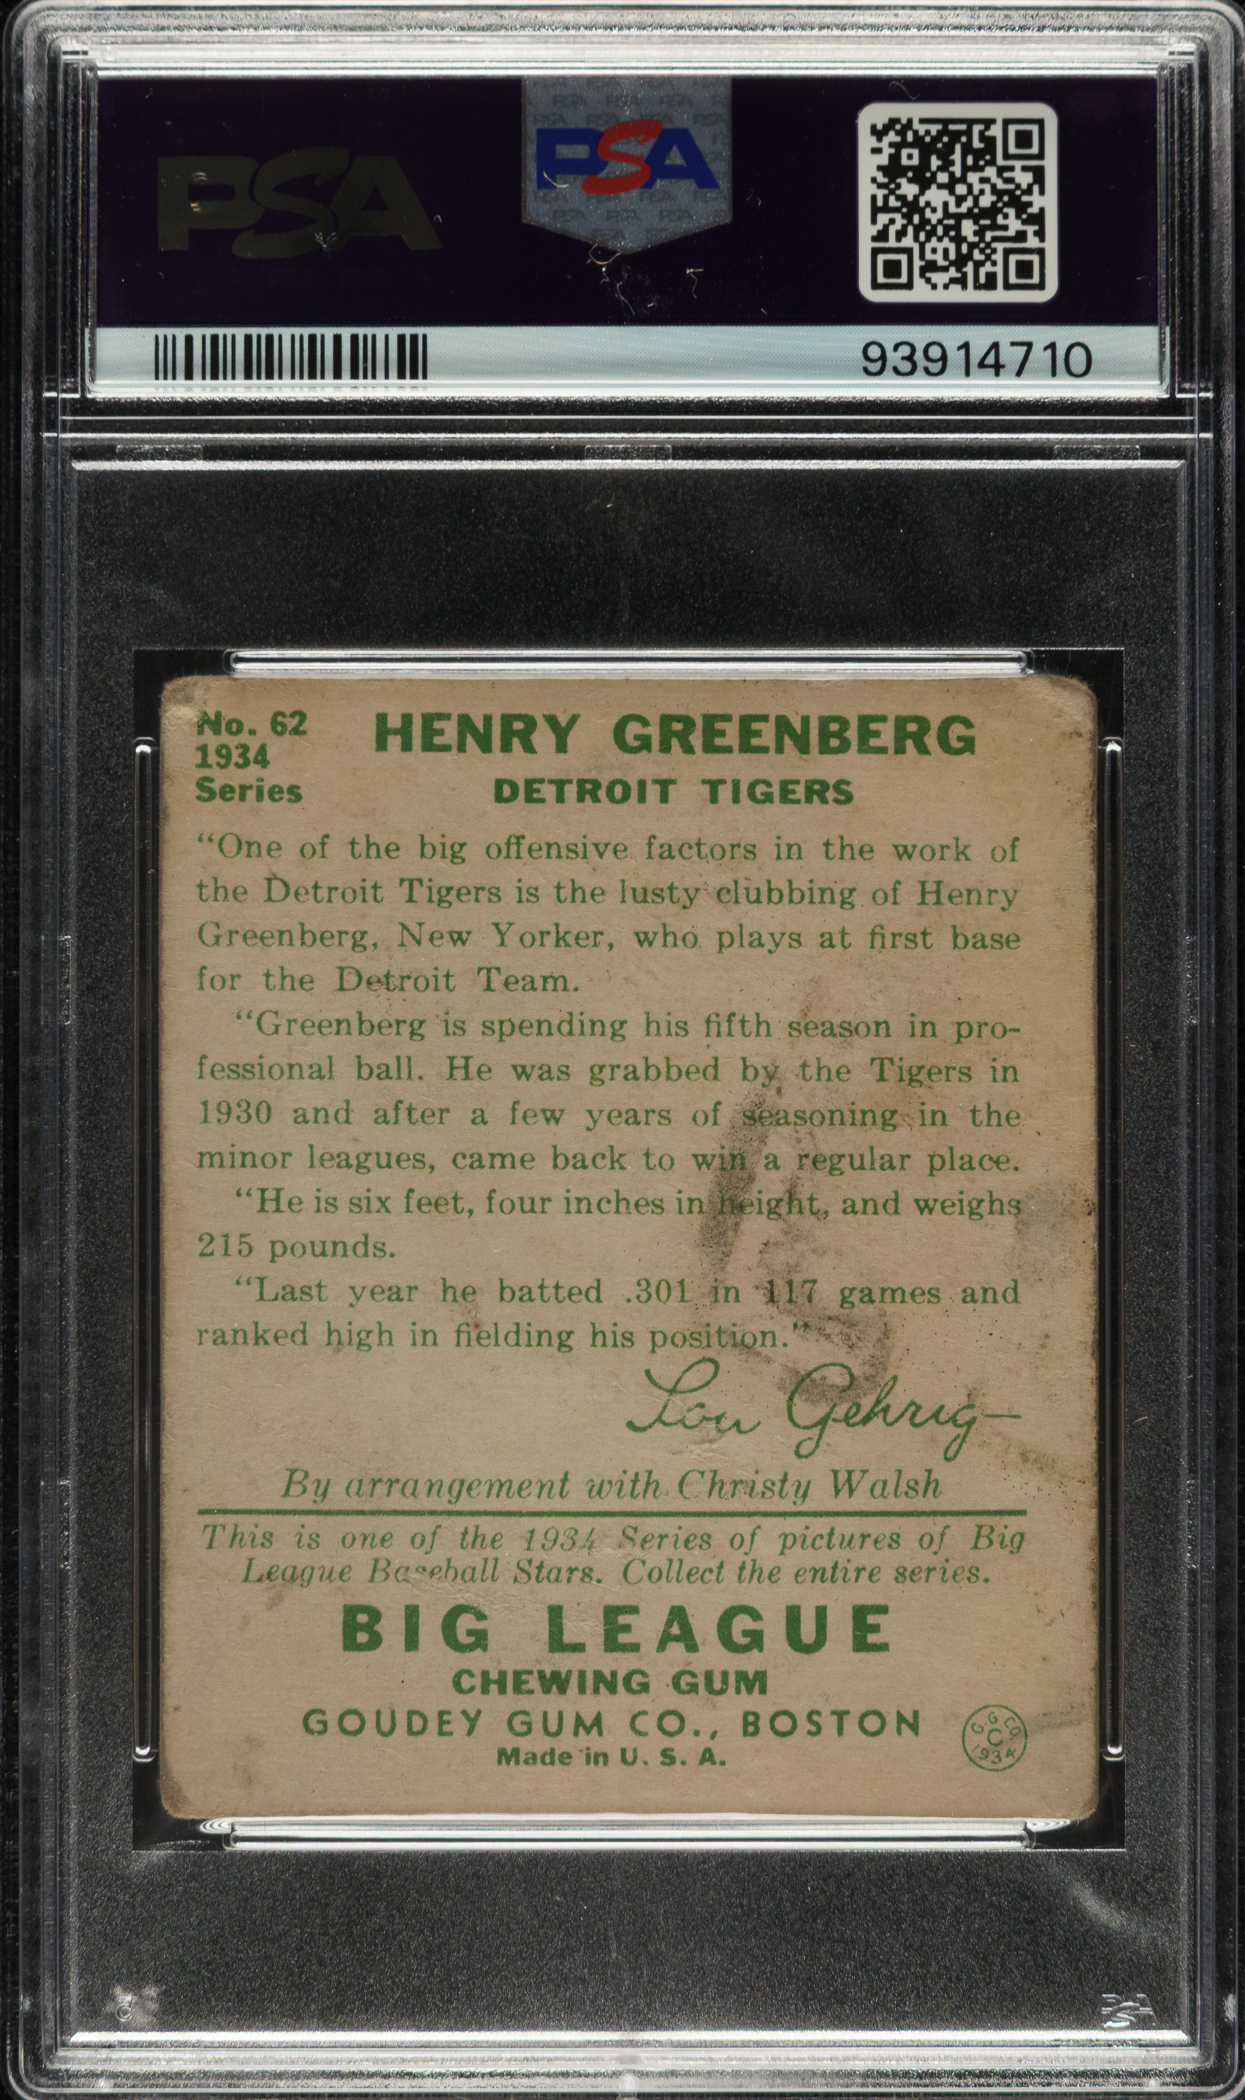 PSA
PSA
93914710
No. 62
1934
Series
HENRY GREENBERG
DETROIT TIGERS
“One of the big offensive factors in the work of
the Detroit Tigers is the lusty clubbing of Henry
Greenberg, New Yorker, who plays at first base
for the Detroit Team.
“Greenberg is spending his fifth season in pro-
fessional ball. He was grabbed by the Tigers in
1930 and after a few years of seasoning in the
minor leagues, came back to win a regular place.
“He is six feet, four inches in height, and weighs
215 pounds.
“Last year he batted .301 in 117 games and
ranked high in fielding his position.”
Lou Gehrig
By arrangement with Christy Walsh
This is one of the 1934 Series of pictures of Big
League Baseball Stars. Collect the entire series.
BIG LEAGUE
CHEWING GUM
GOUDEY GUM CO., BOSTON
Made in U. S. A.
G. G. CO.
C
1934
PSA